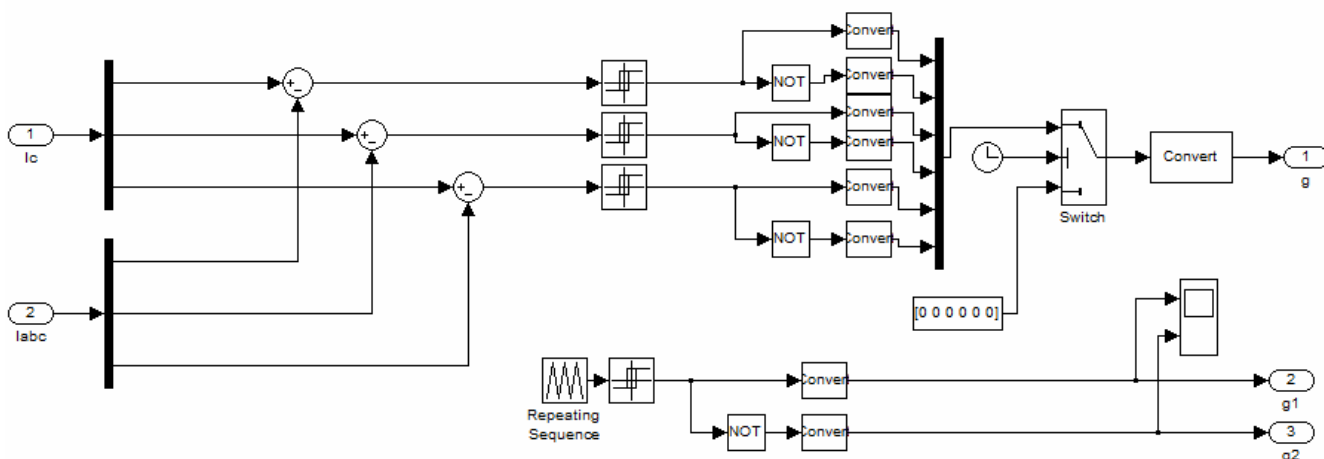 Convert
NOT
Convert
Convert
NOT
Convert
Convert
NOT
Convert
1
Ic
2
Iabc
+
−
+
−
+
−
Switch
Convert
1
g
[0 0 0 0 0 0]
Repeating
Sequence
Convert
NOT
Convert
2
g1
3
g2